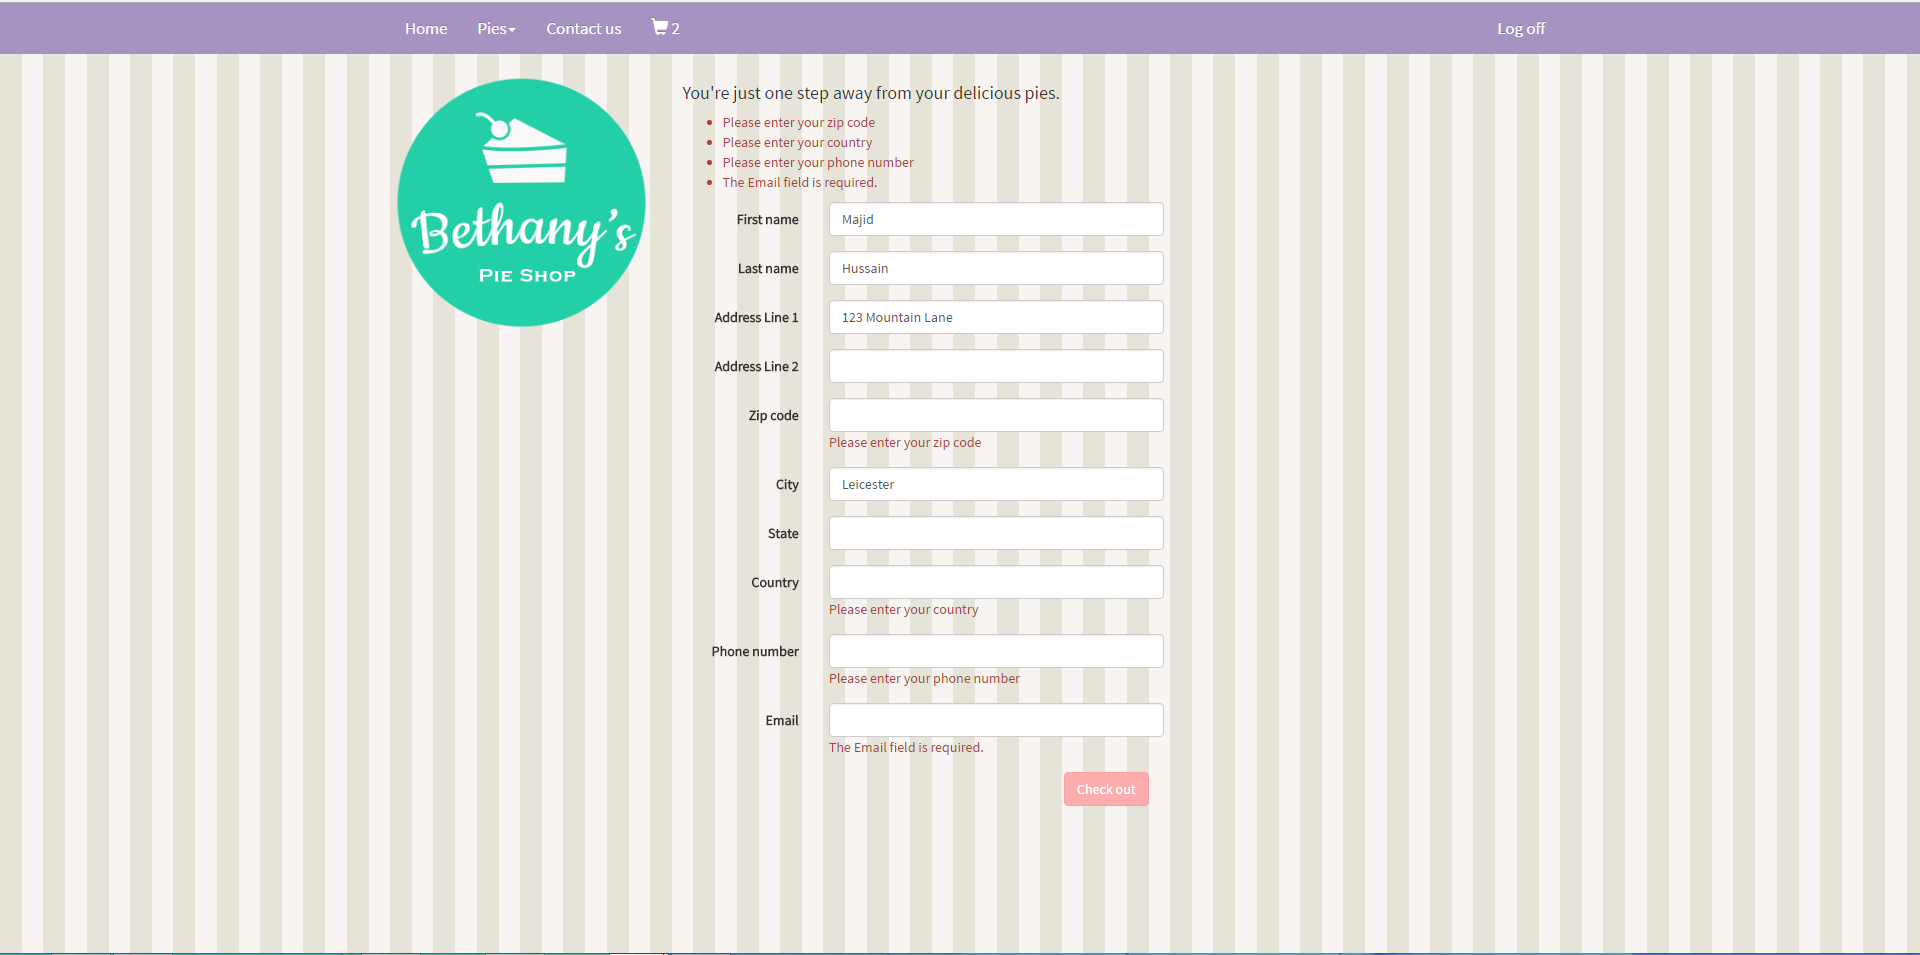 Home Pies Contact us 2 Log off
Bethany's
PIE SHOP
You're just one step away from your delicious pies.
Please enter your zip code
Please enter your country
Please enter your phone number
The Email field is required.
First name Majid
Last name Hussain
Address Line 1 123 Mountain Lane
Address Line 2
Zip code
Please enter your zip code
City Leicester
State
Country
Please enter your country
Phone number
Please enter your phone number
Email
The Email field is required.
Check out